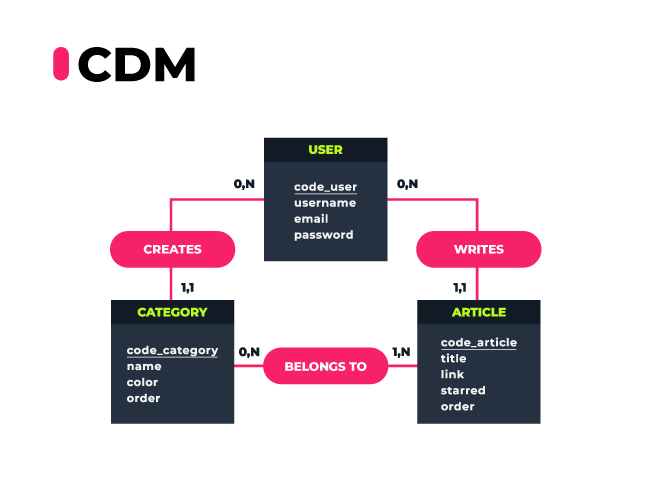 CDM
USER
code_user
username
email
password
0,N
0,N
CREATES
WRITES
1,1
1,1
CATEGORY
code_category
name
color
order
ARTICLE
code_article
title
link
starred
order
0,N
BELONGS TO
1,N